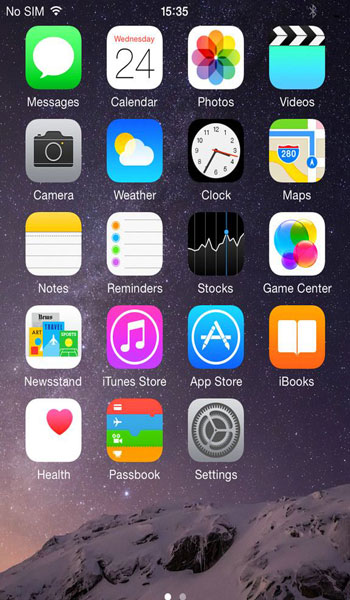 No SIM 15:35
Wednesday
24
Messages Calendar Photos Videos
280
Camera Weather Clock Maps
Notes Reminders Stocks Game Center
News
ART TRAVEL SPORTS
Newsstand iTunes Store App Store iBooks
Health Passbook Settings